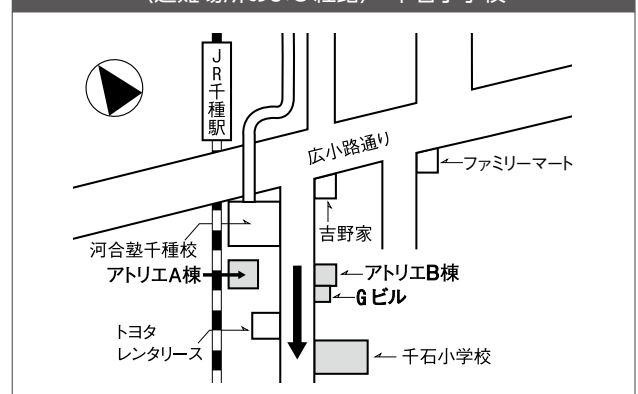 JR千種駅
広小路通り
ファミリーマート
吉野家
河合塾千種校
アトリエA棟
アトリエB棟
Gビル
トヨタ
レンタリース
千石小学校